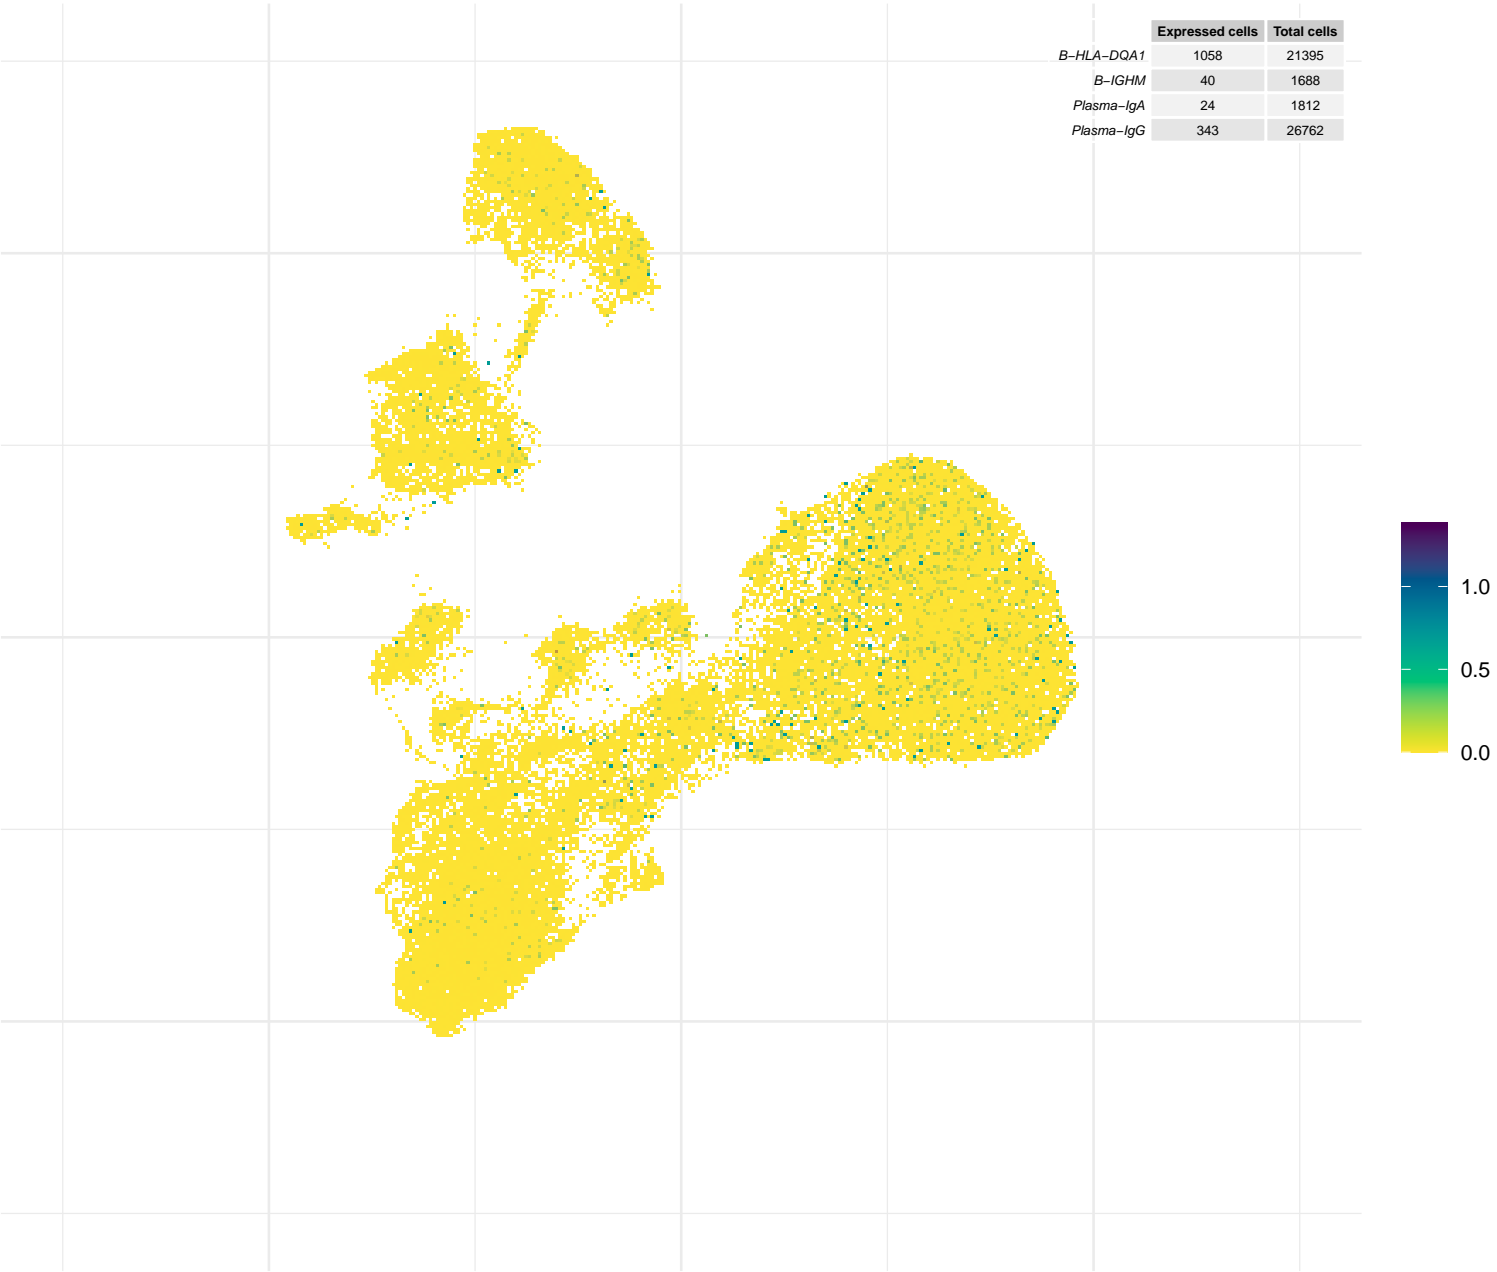 Expressed cells Total cells
B−HLA−DQA1 1058 21395
B−IGHM 40 1688
Plasma−IgA 24 1812
Plasma−IgG 343 26762
1.0
0.5
0.0